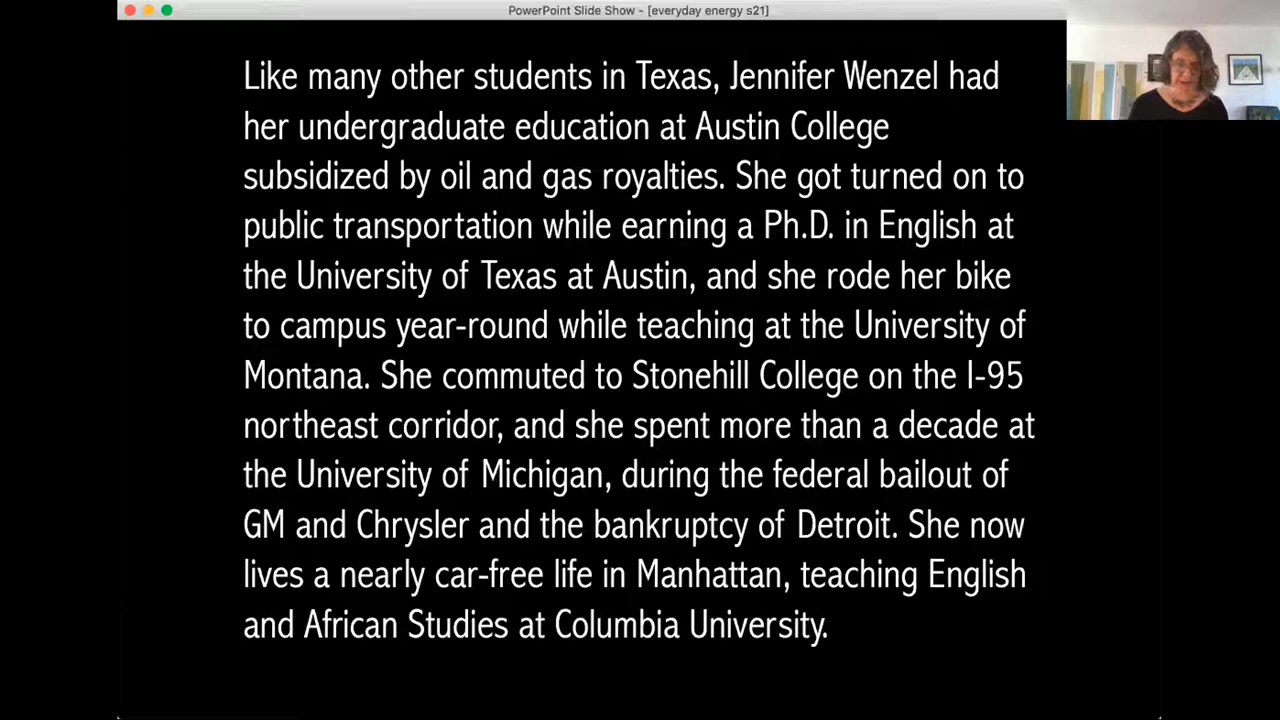 PowerPoint Slide Show - [everyday energy s21]
Like many other students in Texas, Jennifer Wenzel had
her undergraduate education at Austin College
subsidized by oil and gas royalties. She got turned on to
public transportation while earning a Ph.D. in English at
the University of Texas at Austin, and she rode her bike
to campus year-round while teaching at the University of
Montana. She commuted to Stonehill College on the I-95
northeast corridor, and she spent more than a decade at
the University of Michigan, during the federal bailout of
GM and Chrysler and the bankruptcy of Detroit. She now
lives a nearly car-free life in Manhattan, teaching English
and African Studies at Columbia University.